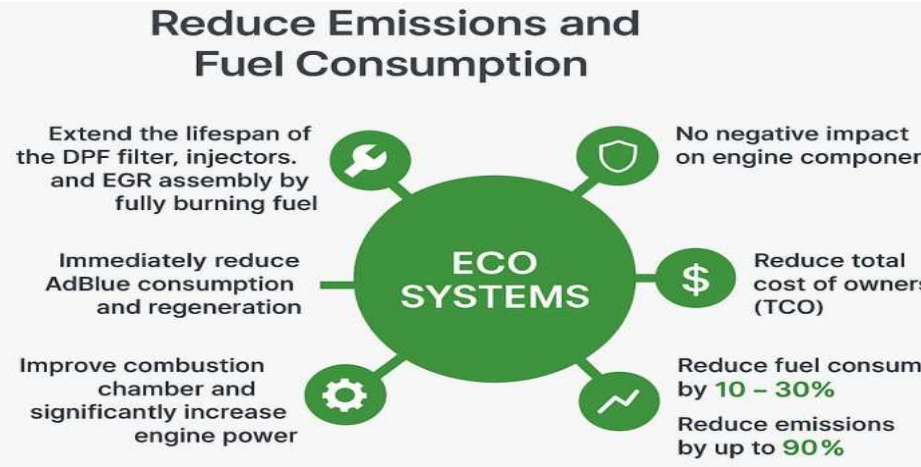 Reduce Emissions and
Fuel Consumption
Extend the lifespan of
the DPF filter, injectors.
and EGR assembly by
fully burning fuel
Immediately reduce
AdBlue consumption
and regeneration
Improve combustion
chamber and
significantly increase
engine power
ECO
SYSTEMS
No negative impact
on engine componen
$
Reduce total
cost of owners
(TCO)
Reduce fuel consum
by 10 – 30%
Reduce emissions
by up to 90%